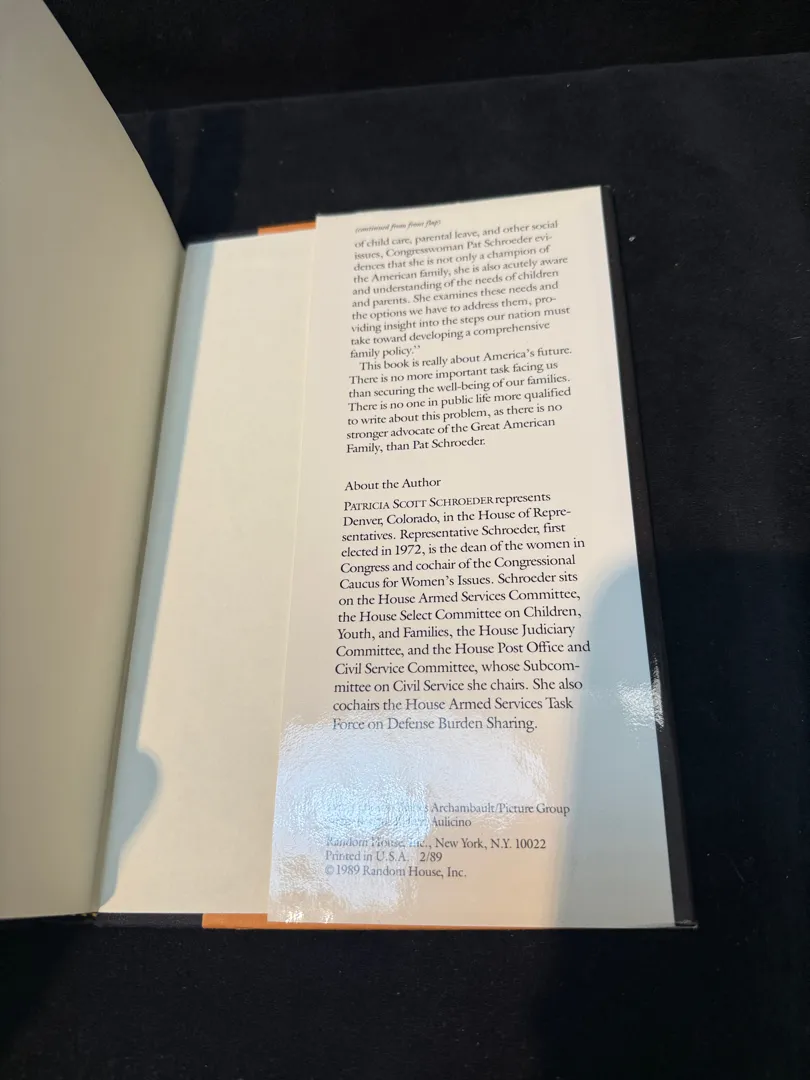 (continued from front flap)
of child care, parental leave, and other social
issues, Congresswoman Pat Schroeder evi-
dences that she is not only a champion of
the American family, she is also acutely aware
and understanding of the needs of children
and parents. She examines these needs and
the options we have to address them, pro-
viding insight into the steps our nation must
take toward developing a comprehensive
family policy."
This book is really about America's future.
There is no more important task facing us
than securing the well-being of our families.
There is no one in public life more qualified
to write about this problem, as there is no
stronger advocate of the Great American
Family, than Pat Schroeder.
About the Author
PATRICIA SCOTT SCHROEDER represents
Denver, Colorado, in the House of Repre-
sentatives. Representative Schroeder, first
elected in 1972, is the dean of the women in
Congress and cochair of the Congressional
Caucus for Women's Issues. Schroeder sits
on the House Armed Services Committee,
the House Select Committee on Children,
Youth, and Families, the House Judiciary
Committee, and the House Post Office and
Civil Service Committee, whose Subcom-
mittee on Civil Service she chairs. She also
cochairs the House Armed Services Task
Force on Defense Burden Sharing.
Archambault/Picture Group
Aulicino
Random House, Inc., New York, N.Y. 10022
Printed in U.S.A. 2/89
© 1989 Random House, Inc.